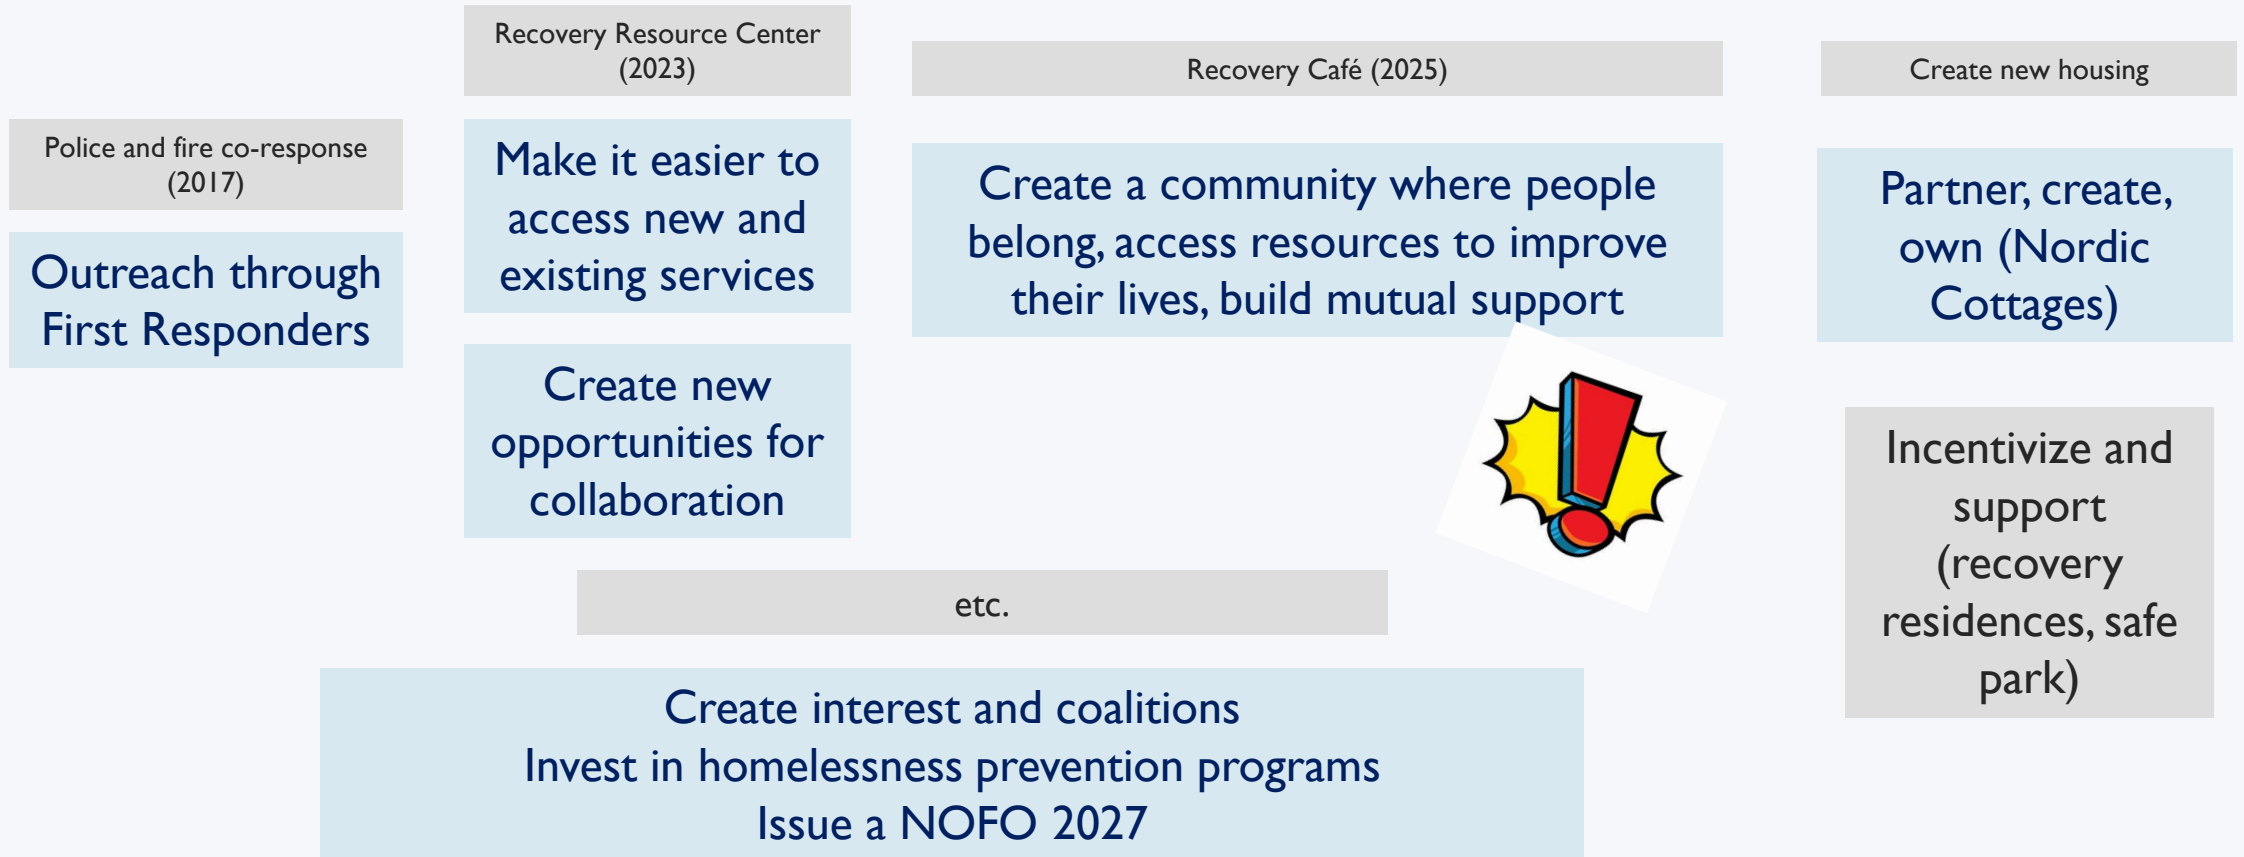 Police and fire co-response
(2017)
Outreach through
First Responders
Recovery Resource Center
(2023)
Make it easier to
access new and
existing services
Create new
opportunities for
collaboration
Recovery Café (2025)
Create a community where people
belong, access resources to improve
their lives, build mutual support
Create new housing
Partner, create,
own (Nordic
Cottages)
Incentivize and
support
(recovery
residences, safe
park)
etc.
Create interest and coalitions
Invest in homelessness prevention programs
Issue a NOFO 2027